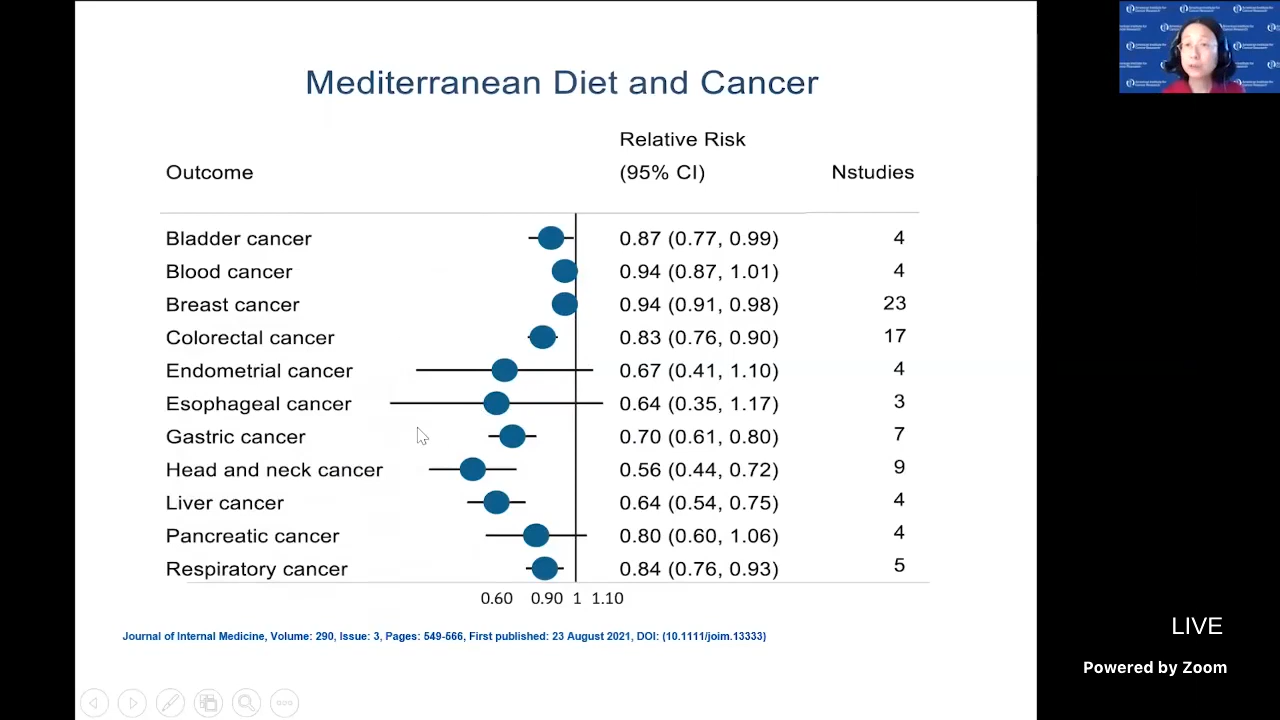 Mediterranean Diet and Cancer
Relative Risk
Outcome (95% CI) Nstudies
Bladder cancer 0.87 (0.77, 0.99) 4
Blood cancer 0.94 (0.87, 1.01) 4
Breast cancer 0.94 (0.91, 0.98) 23
Colorectal cancer 0.83 (0.76, 0.90) 17
Endometrial cancer 0.67 (0.41, 1.10) 4
Esophageal cancer 0.64 (0.35, 1.17) 3
Gastric cancer 0.70 (0.61, 0.80) 7
Head and neck cancer 0.56 (0.44, 0.72) 9
Liver cancer 0.64 (0.54, 0.75) 4
Pancreatic cancer 0.80 (0.60, 1.06) 4
Respiratory cancer 0.84 (0.76, 0.93) 5
0.60 0.90 1 1.10
Journal of Internal Medicine, Volume: 290, Issue: 3, Pages: 549-566, First published: 23 August 2021, DOI: (10.1111/joim.13333)
American Institute for
Cancer Research
LIVE
Powered by Zoom